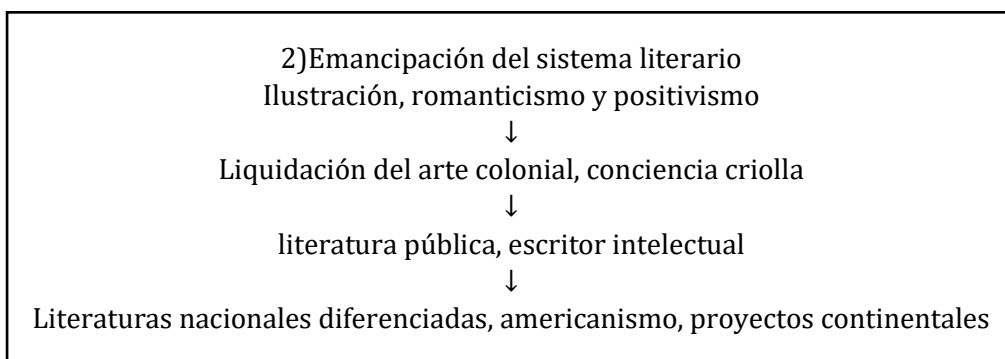 2)Emancipación del sistema literario
Ilustración, romanticismo y positivismo
↓
Liquidación del arte colonial, conciencia criolla
↓
literatura pública, escritor intelectual
↓
Literaturas nacionales diferenciadas, americanismo, proyectos continentales